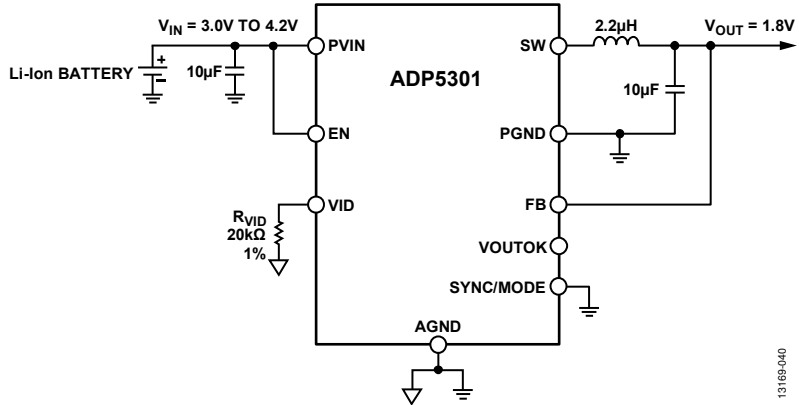 VIN = 3.0V TO 4.2V
Li-Ion BATTERY
+
–
10µF
PVIN
EN
VID
RVID
20kΩ
1%
ADP5301
AGND
SW
PGND
FB
VOUTOK
SYNC/MODE
2.2µH
10µF
VOUT = 1.8V
13169-040